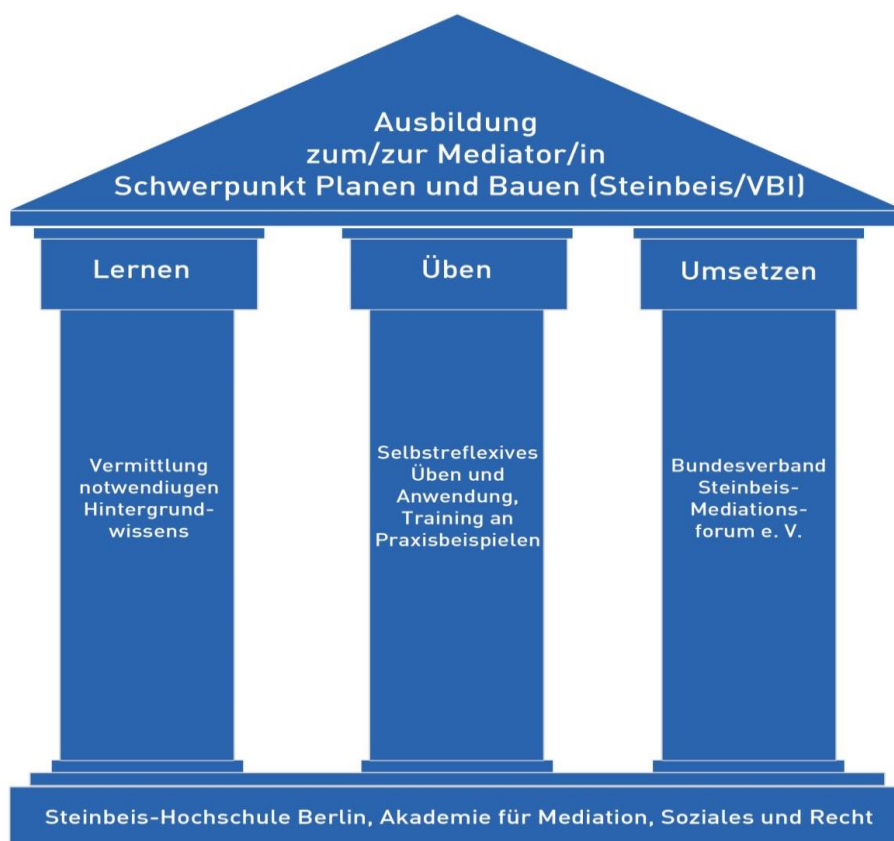 Ausbildung
zum/zur Mediator/in
Schwerpunkt Planen und Bauen (Steinbeis/VBI)
Lernen
Vermittlung
notwendiugen
Hintergrund-
wissens
Üben
Selbstreflexives
Üben und
Anwendung,
Training an
Praxisbeispielen
Umsetzen
Bundesverband
Steinbeis-
Mediations-
forum e. V.
Steinbeis-Hochschule Berlin, Akademie für Mediation, Soziales und Recht